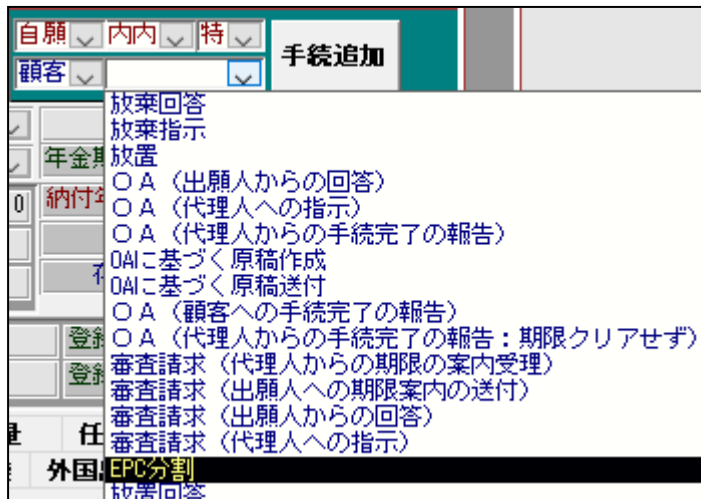 自願 内内 特
顧客
手続追加
放棄回答
放棄指示
年金期
放置
OA（出願人からの回答）
0
納付年
OA（代理人への指示）
OA（代理人からの手続完了の報告）
OAに基づく原稿作成
OAに基づく原稿送付
OA（顧客への手続完了の報告）
登録
OA（代理人からの手続完了の報告：期限クリアせず）
審査請求（代理人からの期限の案内受理）
登録
審査請求（出願人への期限案内の送付）
審査請求（出願人からの回答）
任
審査請求（代理人への指示）
外国
EPC分割
放置回答